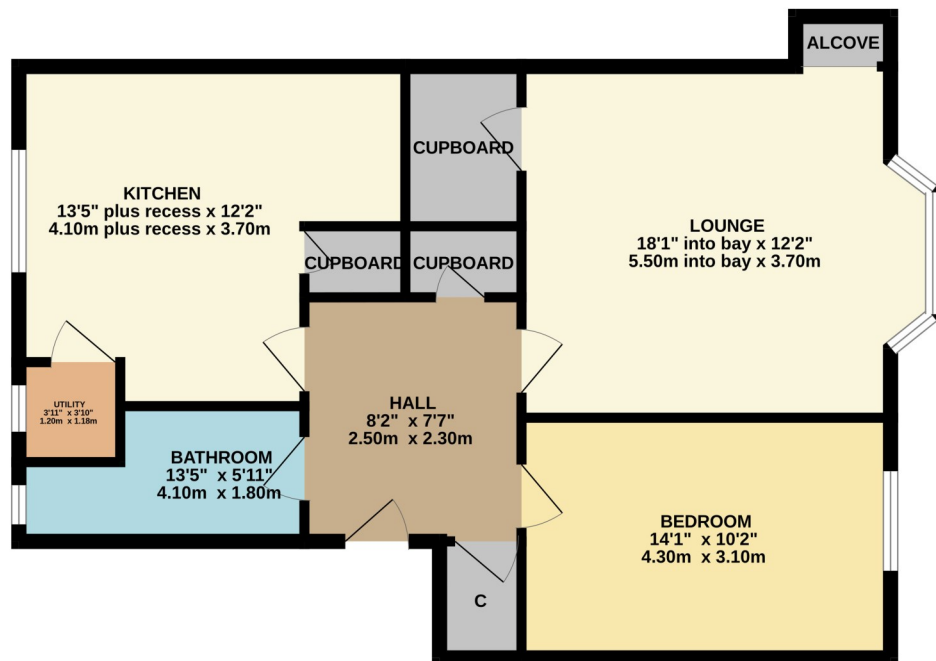 ALCOVE
KITCHEN
13'5" plus recess x 12'2"
4.10m plus recess x 3.70m
CUPBOARD
LOUNGE
18'1" into bay x 12'2"
5.50m into bay x 3.70m
CUPBOARD
CUPBOARD
UTILITY
3'11" x 3'10"
1.20m x 1.18m
HALL
8'2" x 7'7"
2.50m x 2.30m
BATHROOM
13'5" x 5'11"
4.10m x 1.80m
BEDROOM
14'1" x 10'2"
4.30m x 3.10m
C